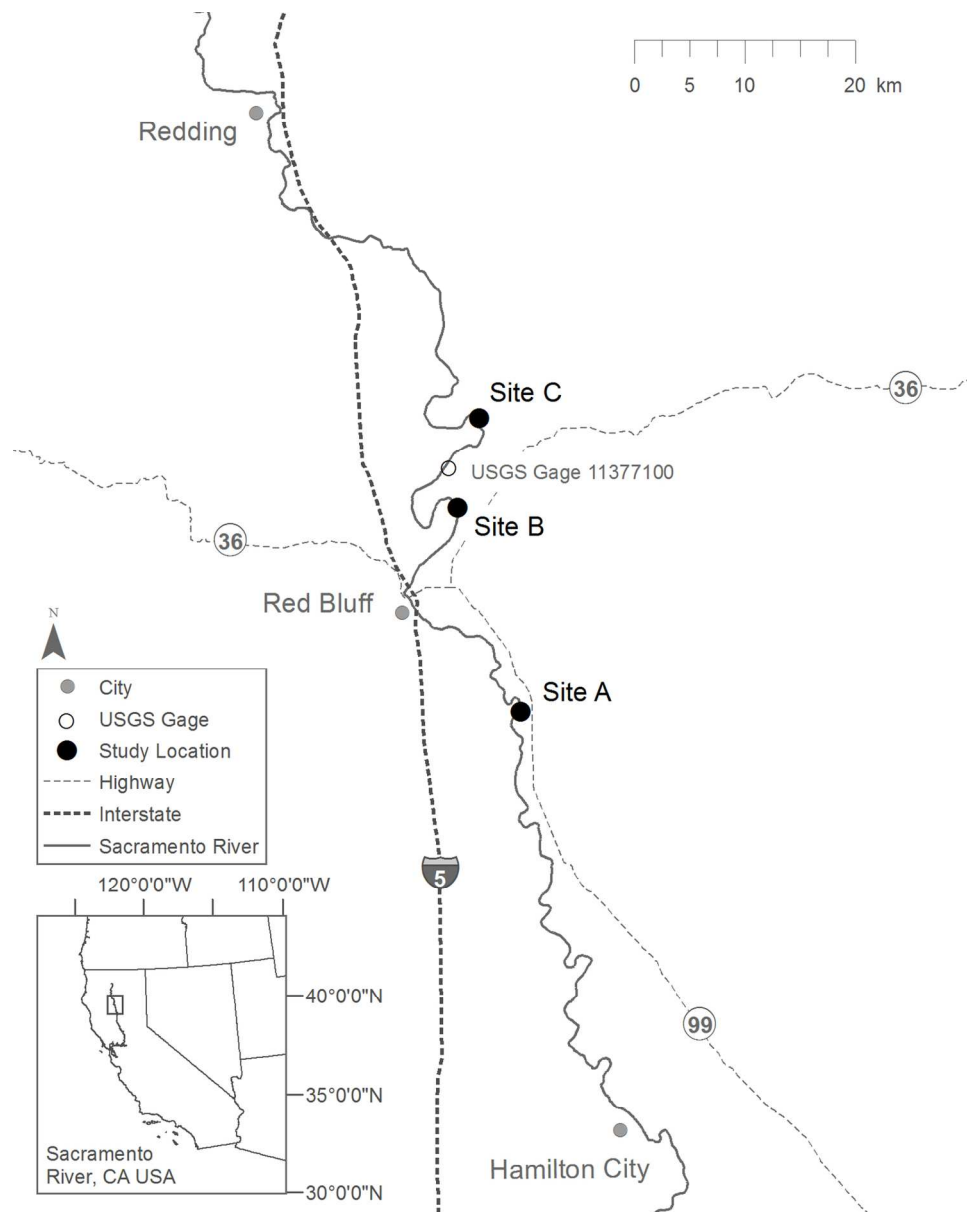 0 5 10 20 km
Redding
Site C
36
USGS Gage 11377100
Site B
36
Red Bluff
N
Site A
City
USGS Gage
Study Location
Highway
Interstate
Sacramento River
5
120°0'0"W 110°0'0"W
40°0'0"N
99
35°0'0"N
Sacramento
River, CA USA
30°0'0"N
Hamilton City